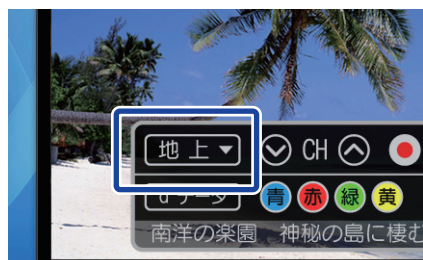 地上▼ CH
dデータ 青 赤 緑 黄
南洋の楽園 神秘の島に棲む